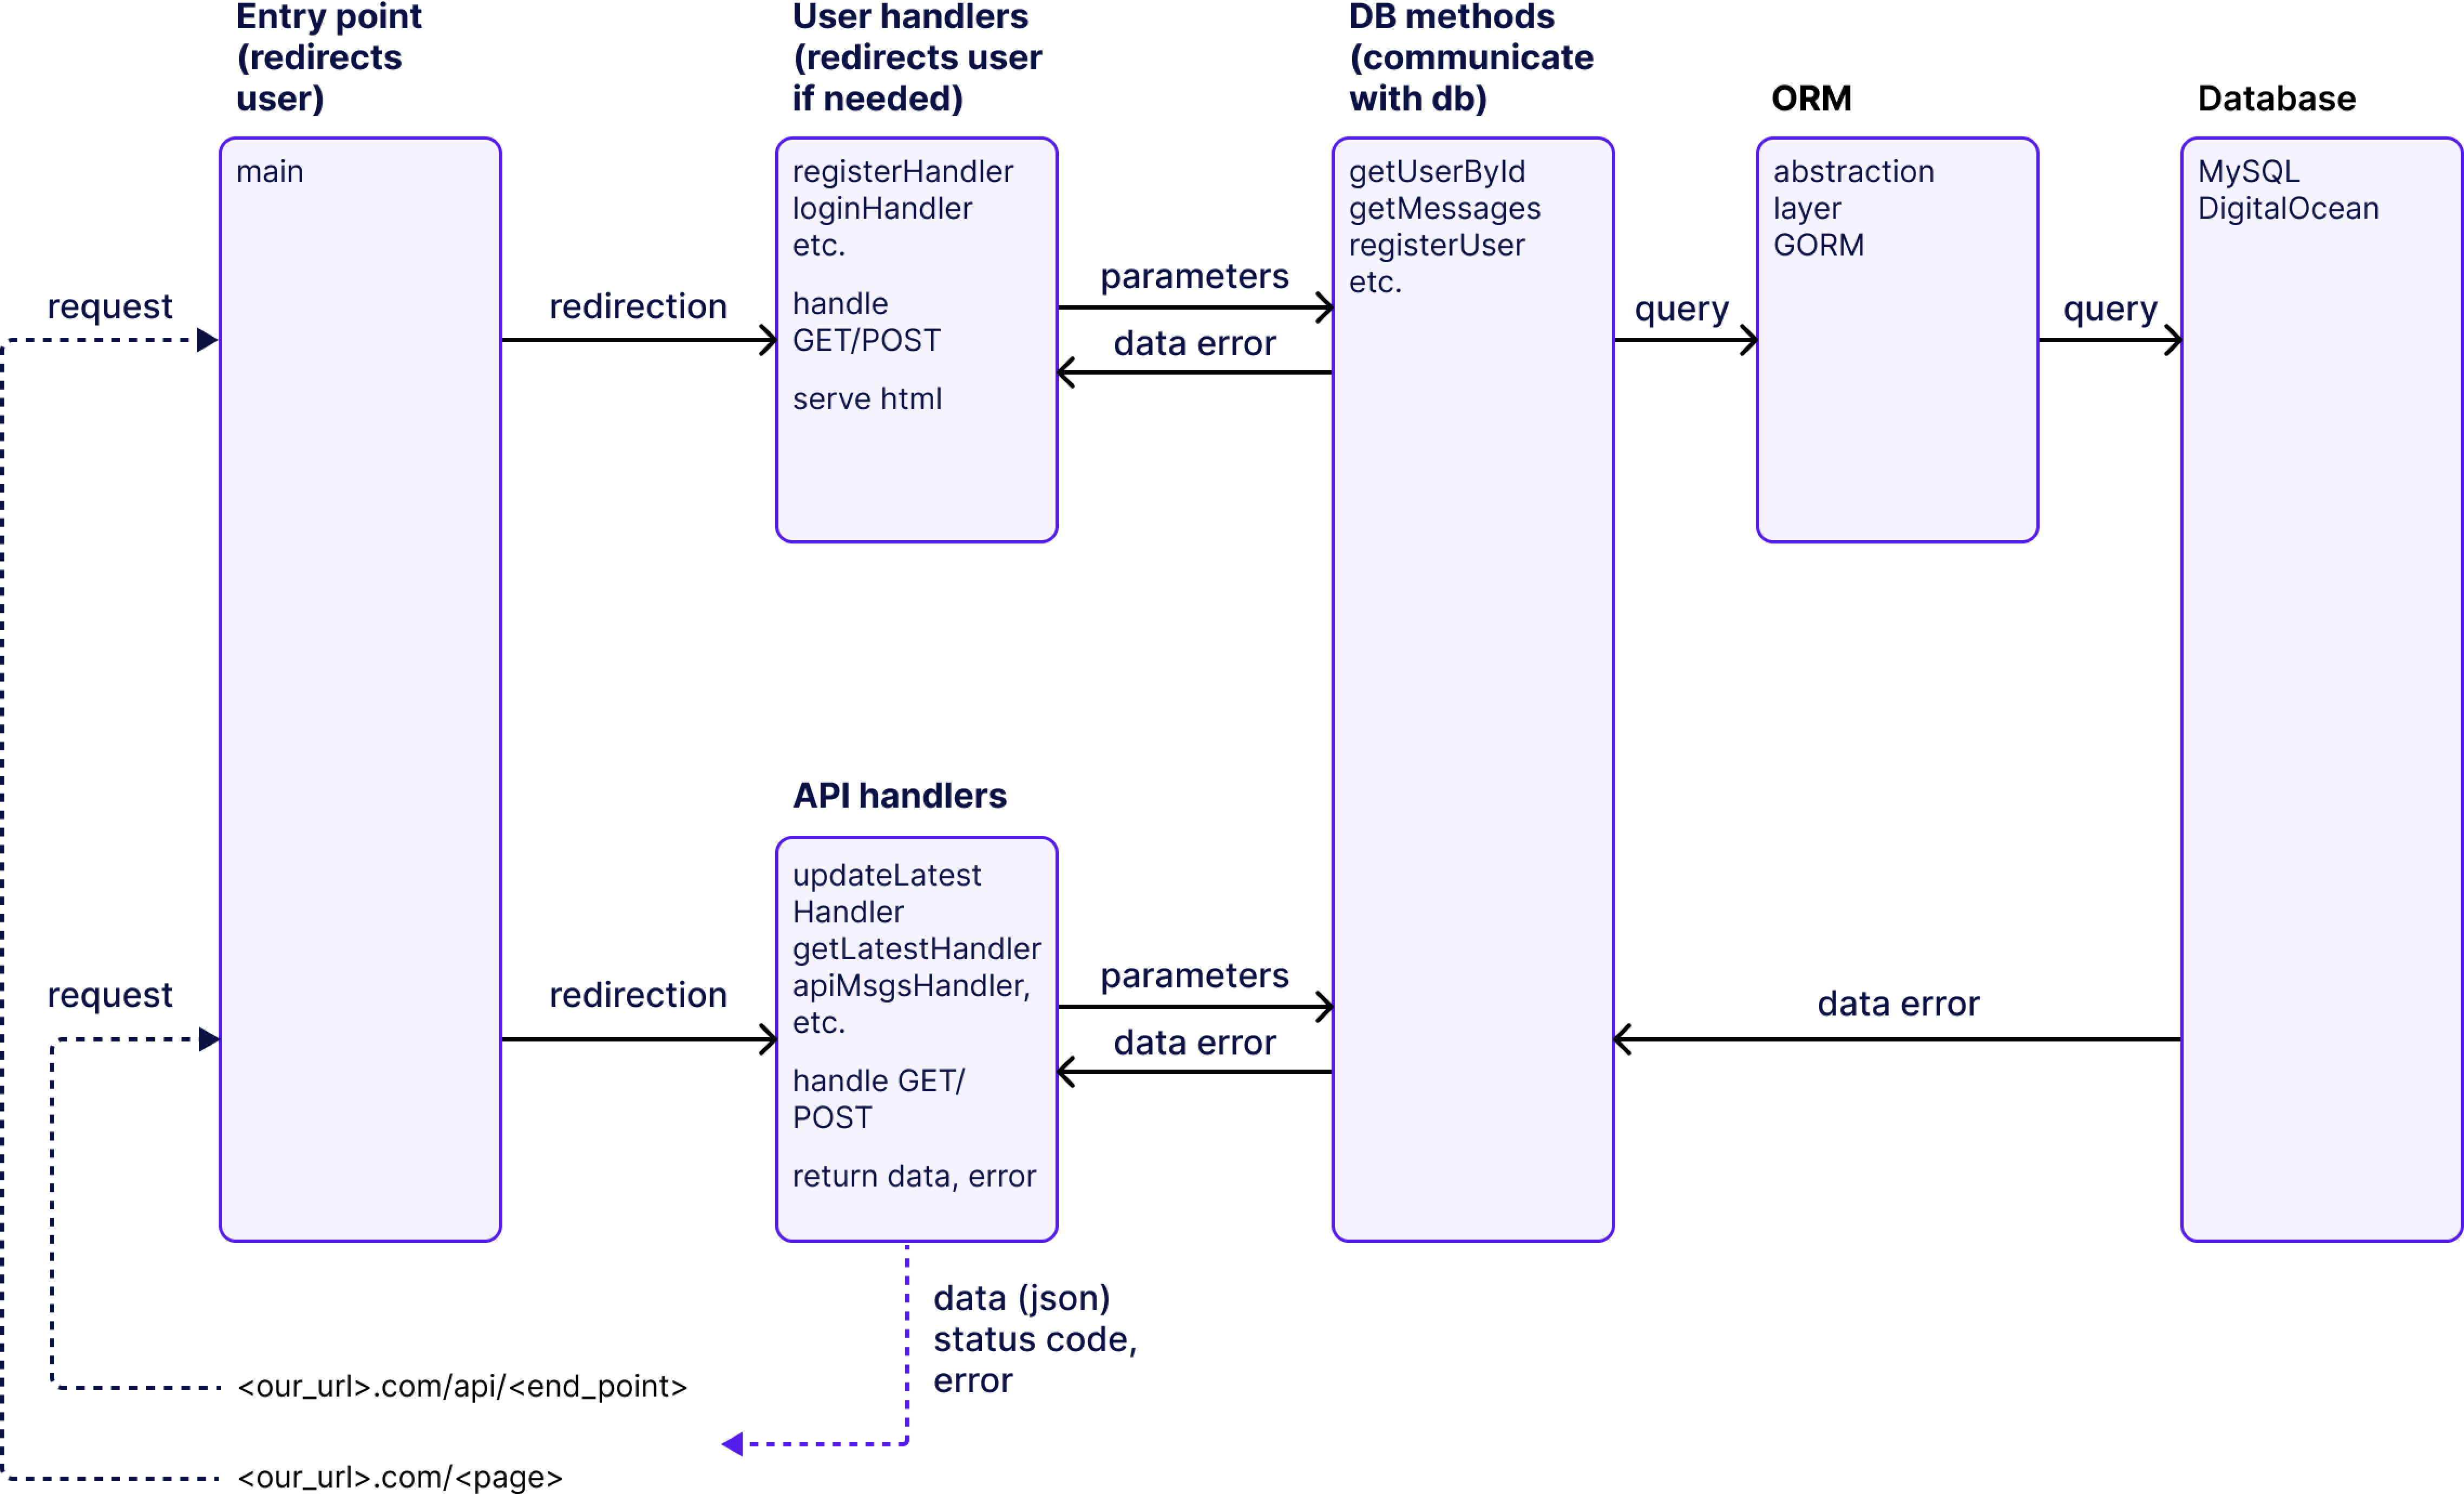 Entry point
(redirects
user)
User handlers
(redirects user
if needed)
DB methods
(communicate
with db)
ORM
Database
main
registerHandler
loginHandler
etc.
handle
GET/POST
serve html
getUserById
getMessages
registerUser
etc.
abstraction
layer
GORM
MySQL
DigitalOcean
request
redirection
parameters
data error
query
query
API handlers
updateLatest
Handler
getLatestHandler
apiMsgsHandler,
etc.
handle GET/
POST
return data, error
request
redirection
parameters
data error
data error
data (json)
status code,
error
<our_url>.com/api/<end_point>
<our_url>.com/<page>